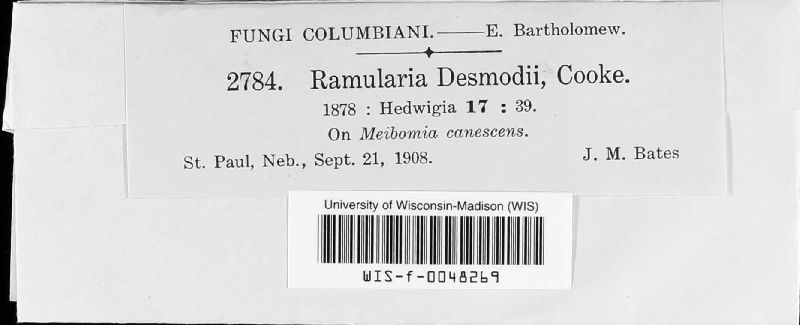 FUNGI COLUMBIANI.——E. Bartholomew.
2784. Ramularia Desmodii, Cooke.
1878 : Hedwigia 17 : 39.
On Meibomia canescens.
St. Paul, Neb., Sept. 21, 1908. J. M. Bates
University of Wisconsin-Madison (WIS)
WIS-f-0048269